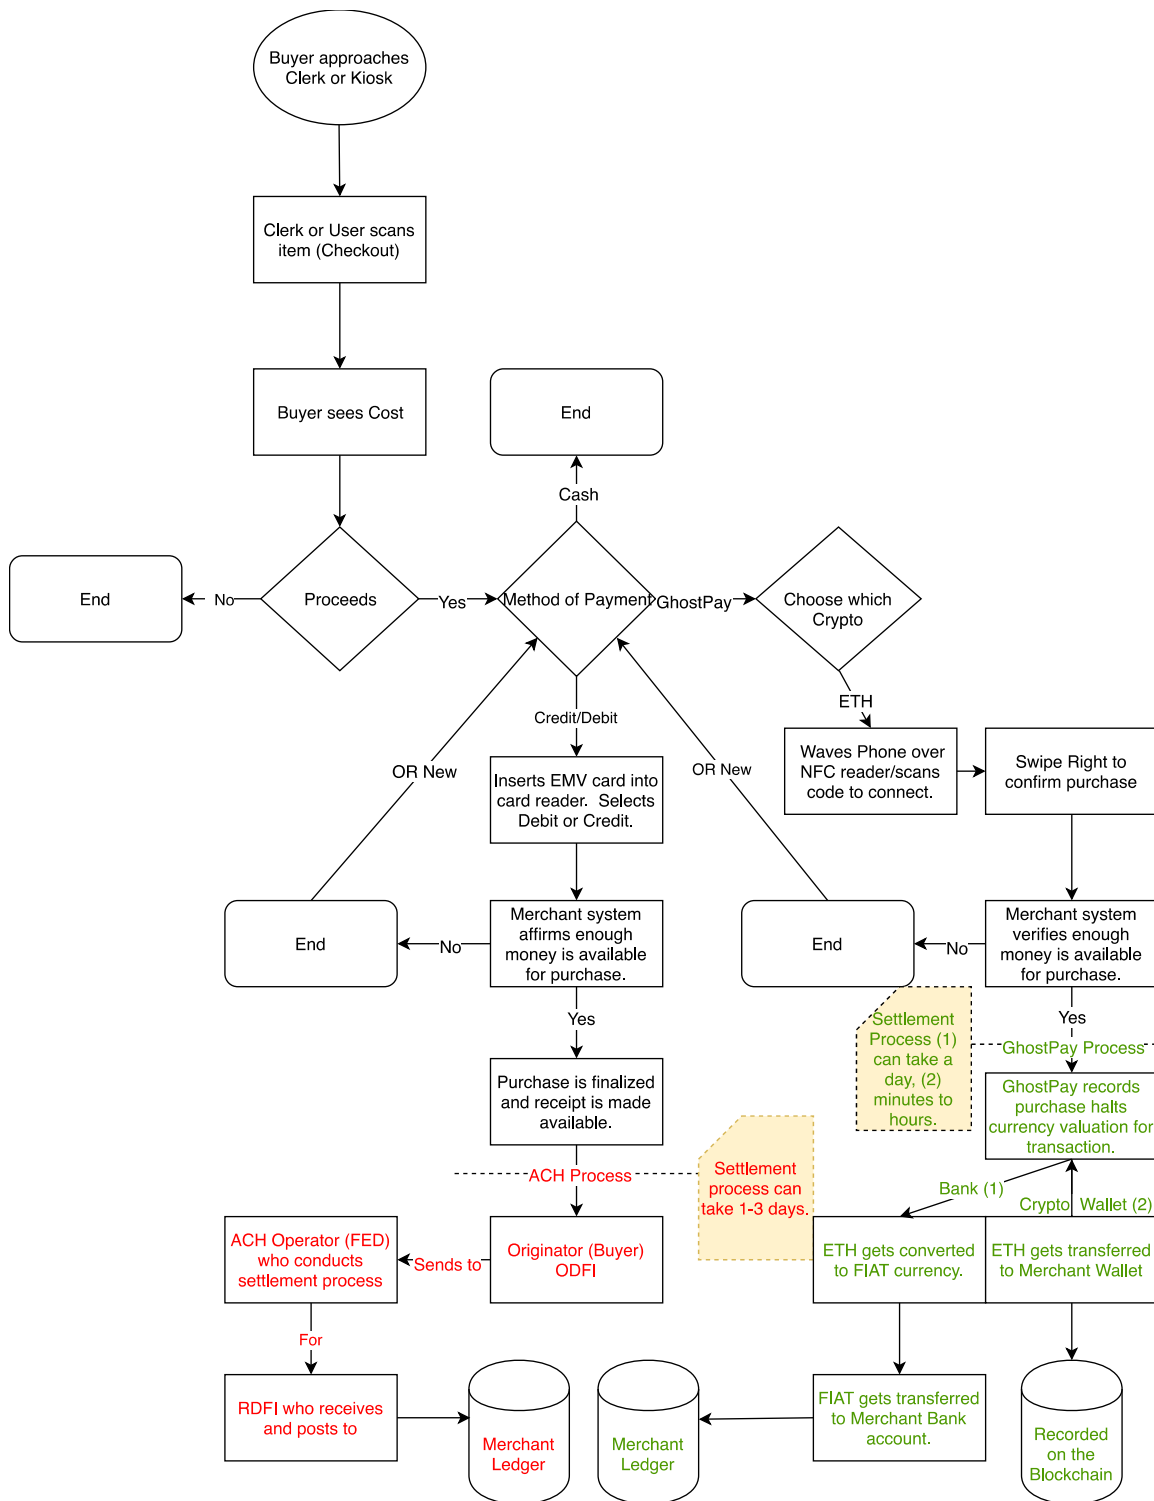 Buyer approaches
Clerk or Kiosk
Clerk or User scans
item (Checkout)
Buyer sees Cost
End
Cash
End
No
Proceeds
Yes
Method of Payment
GhostPay
Choose which
Crypto
ETH
Credit/Debit
OR New
OR New
Inserts EMV card into
card reader.  Selects
Debit or Credit.
Waves Phone over
NFC reader/scans
code to connect.
Swipe Right to
confirm purchase
End
No
Merchant system
affirms enough
money is available
for purchase.
End
No
Merchant system
verifies enough
money is available
for purchase.
Yes
Yes
Settlement
Process (1)
can take a
day, (2)
minutes to
hours.
GhostPay Process
GhostPay records
purchase halts
currency valuation for
transaction.
Purchase is finalized
and receipt is made
available.
ACH Process
Settlement
process can
take 1-3 days.
Bank (1)
Crypto Wallet (2)
ACH Operator (FED)
who conducts
settlement process
Sends to
Originator (Buyer)
ODFI
ETH gets converted
to FIAT currency.
ETH gets transferred
to Merchant Wallet
For
RDFI who receives
and posts to
Merchant
Ledger
Merchant
Ledger
FIAT gets transferred
to Merchant Bank
account.
Recorded
on the
Blockchain